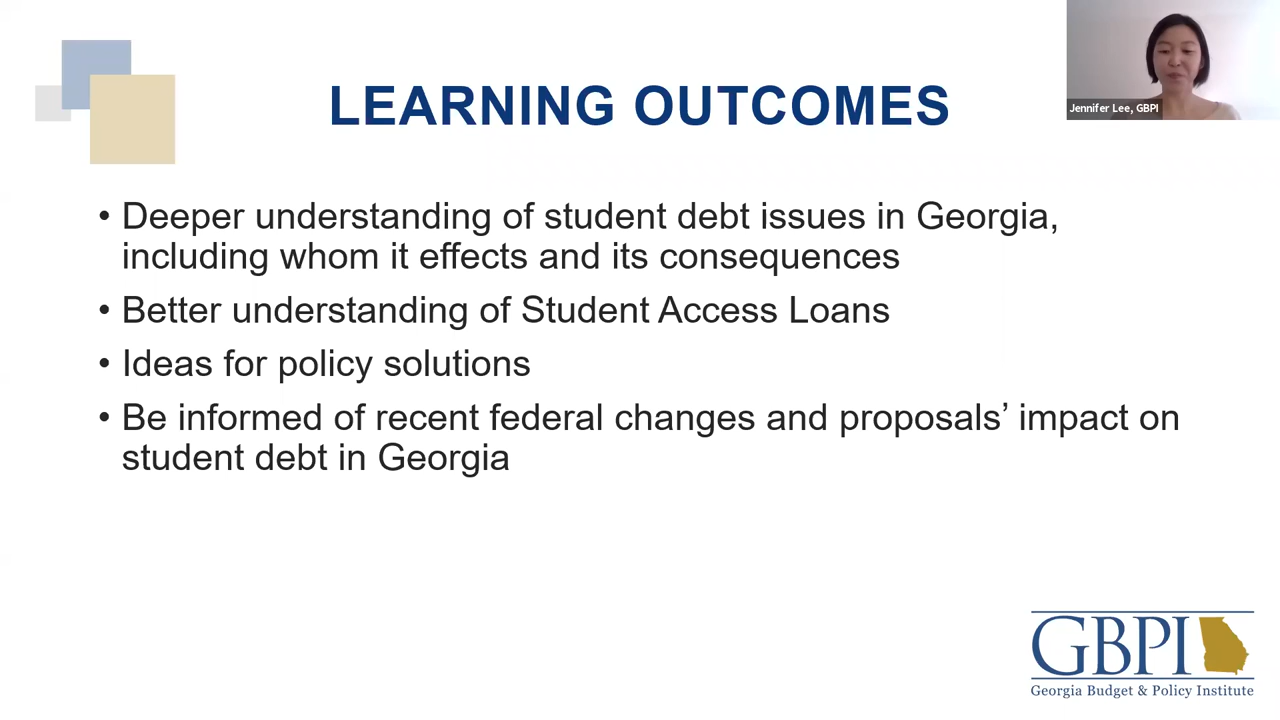 LEARNING OUTCOMES
Jennifer Lee, GBPI
• Deeper understanding of student debt issues in Georgia,
including whom it effects and its consequences
• Better understanding of Student Access Loans
• Ideas for policy solutions
• Be informed of recent federal changes and proposals’ impact on
student debt in Georgia
GBPI
Georgia Budget & Policy Institute